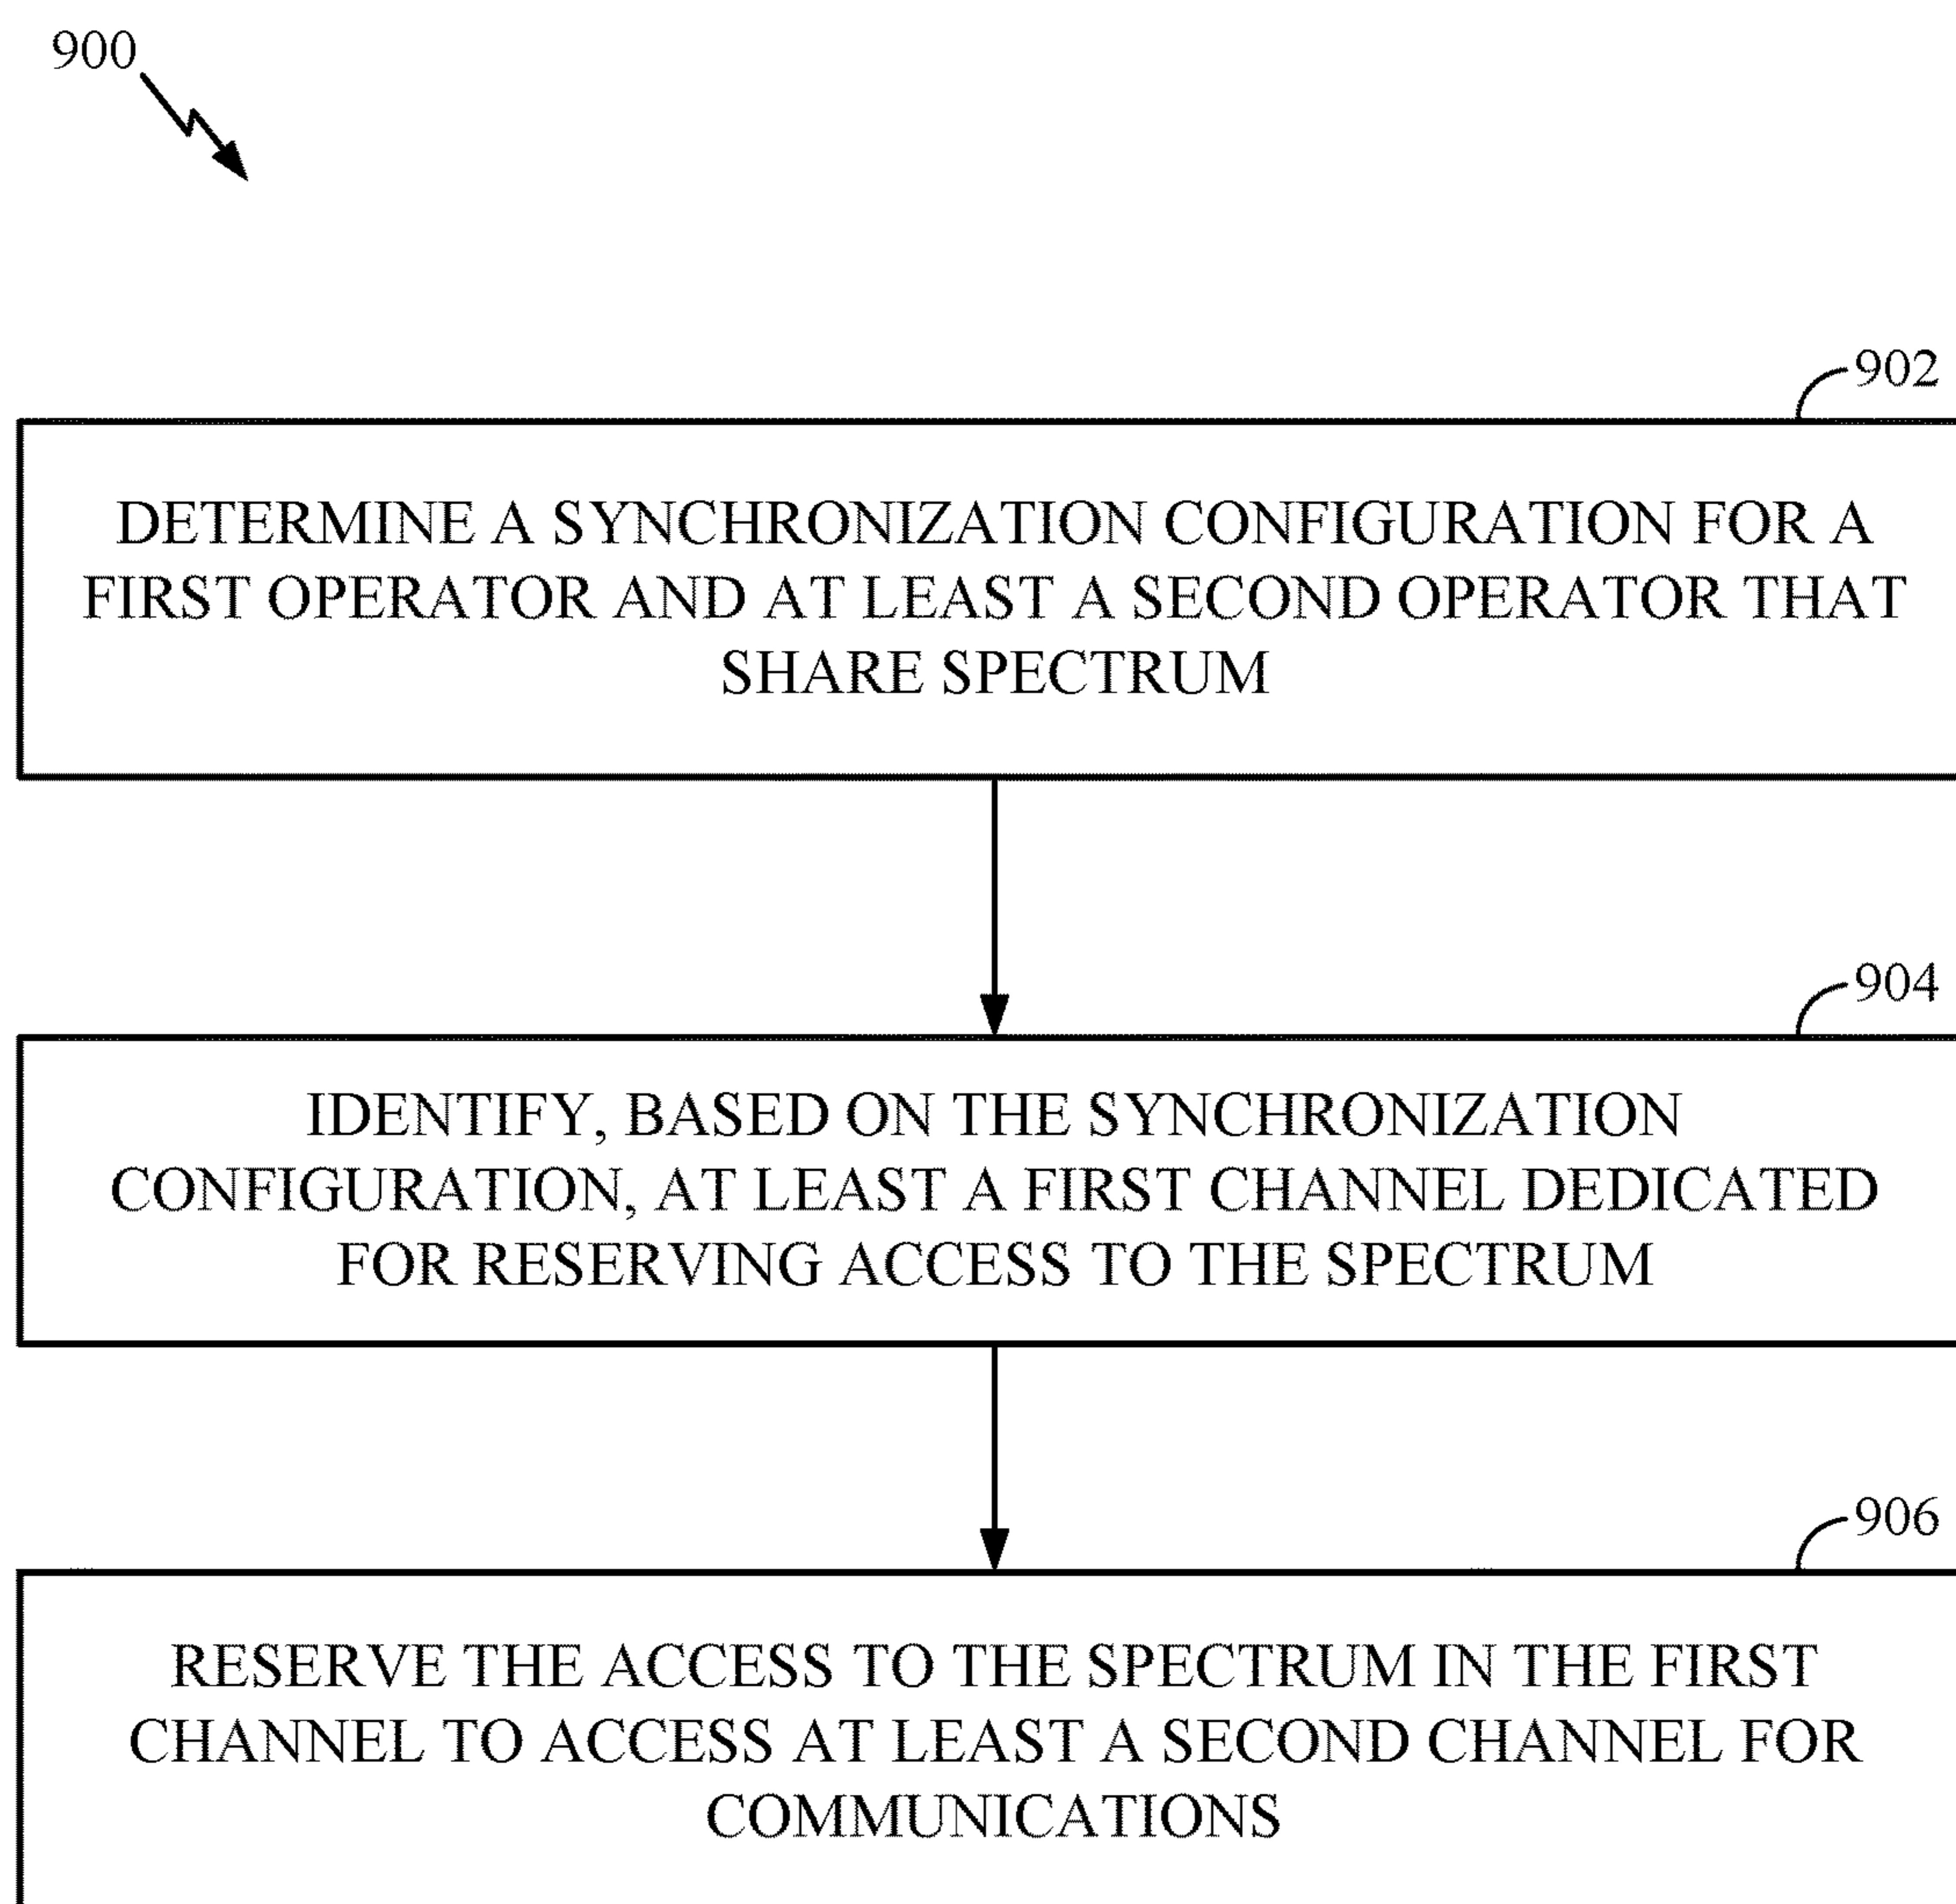 900
902
DETERMINE A SYNCHRONIZATION CONFIGURATION FOR A
FIRST OPERATOR AND AT LEAST A SECOND OPERATOR THAT
SHARE SPECTRUM
904
IDENTIFY, BASED ON THE SYNCHRONIZATION
CONFIGURATION, AT LEAST A FIRST CHANNEL DEDICATED
FOR RESERVING ACCESS TO THE SPECTRUM
906
RESERVE THE ACCESS TO THE SPECTRUM IN THE FIRST
CHANNEL TO ACCESS AT LEAST A SECOND CHANNEL FOR
COMMUNICATIONS